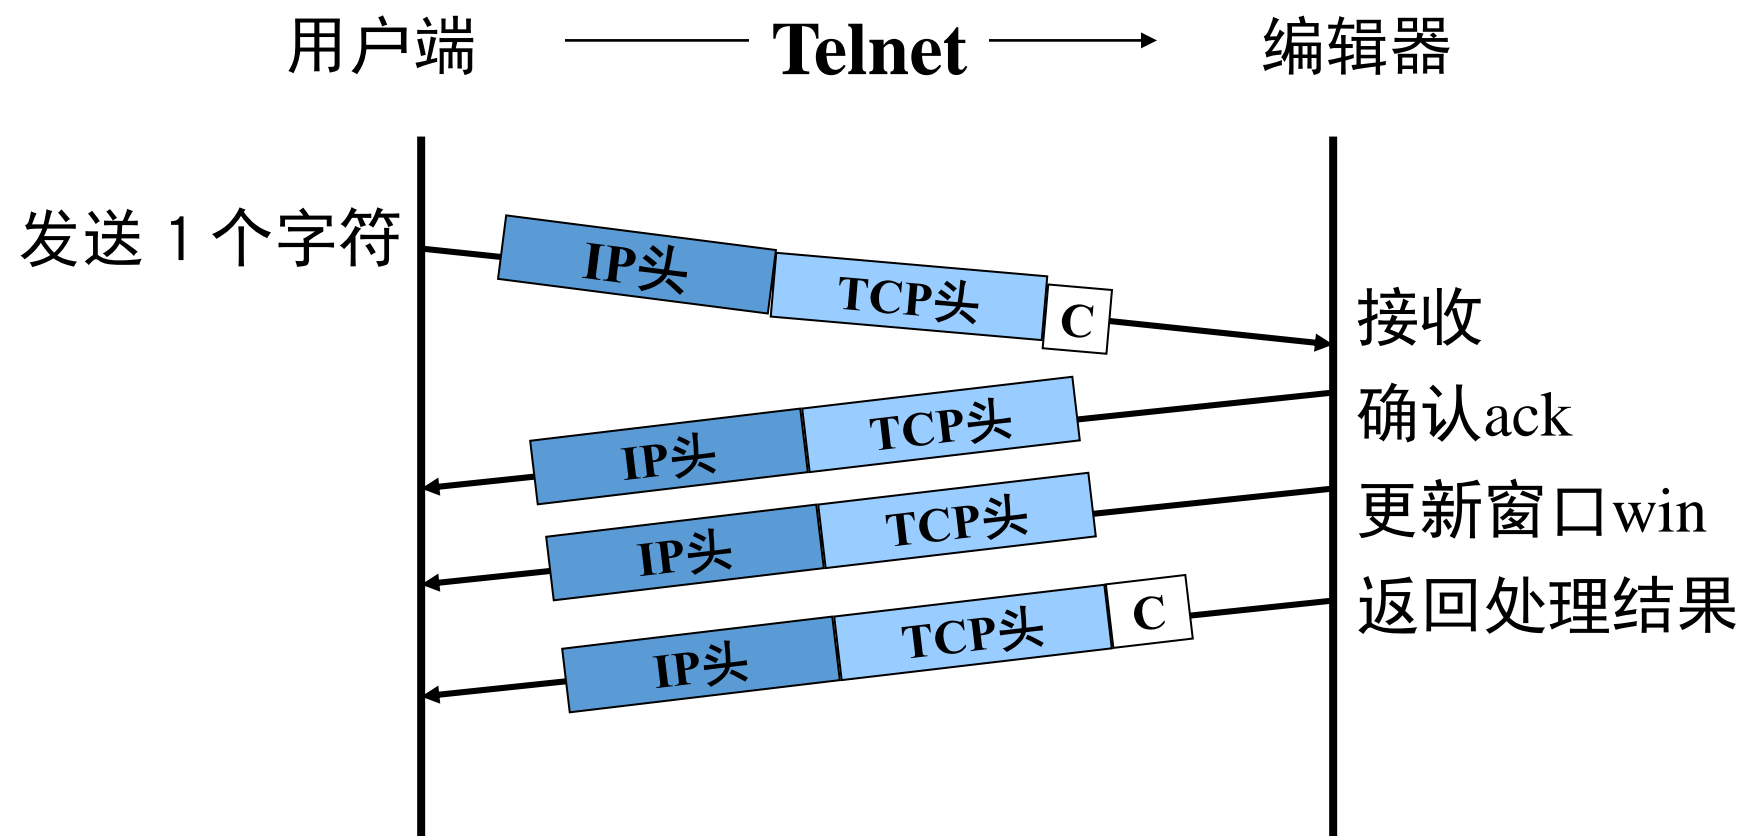 用户端 Telnet 编辑器
发送 1 个字符
IP头 TCP头 C
接收
IP头 TCP头
确认ack
IP头 TCP头
更新窗口win
IP头 TCP头 C
返回处理结果